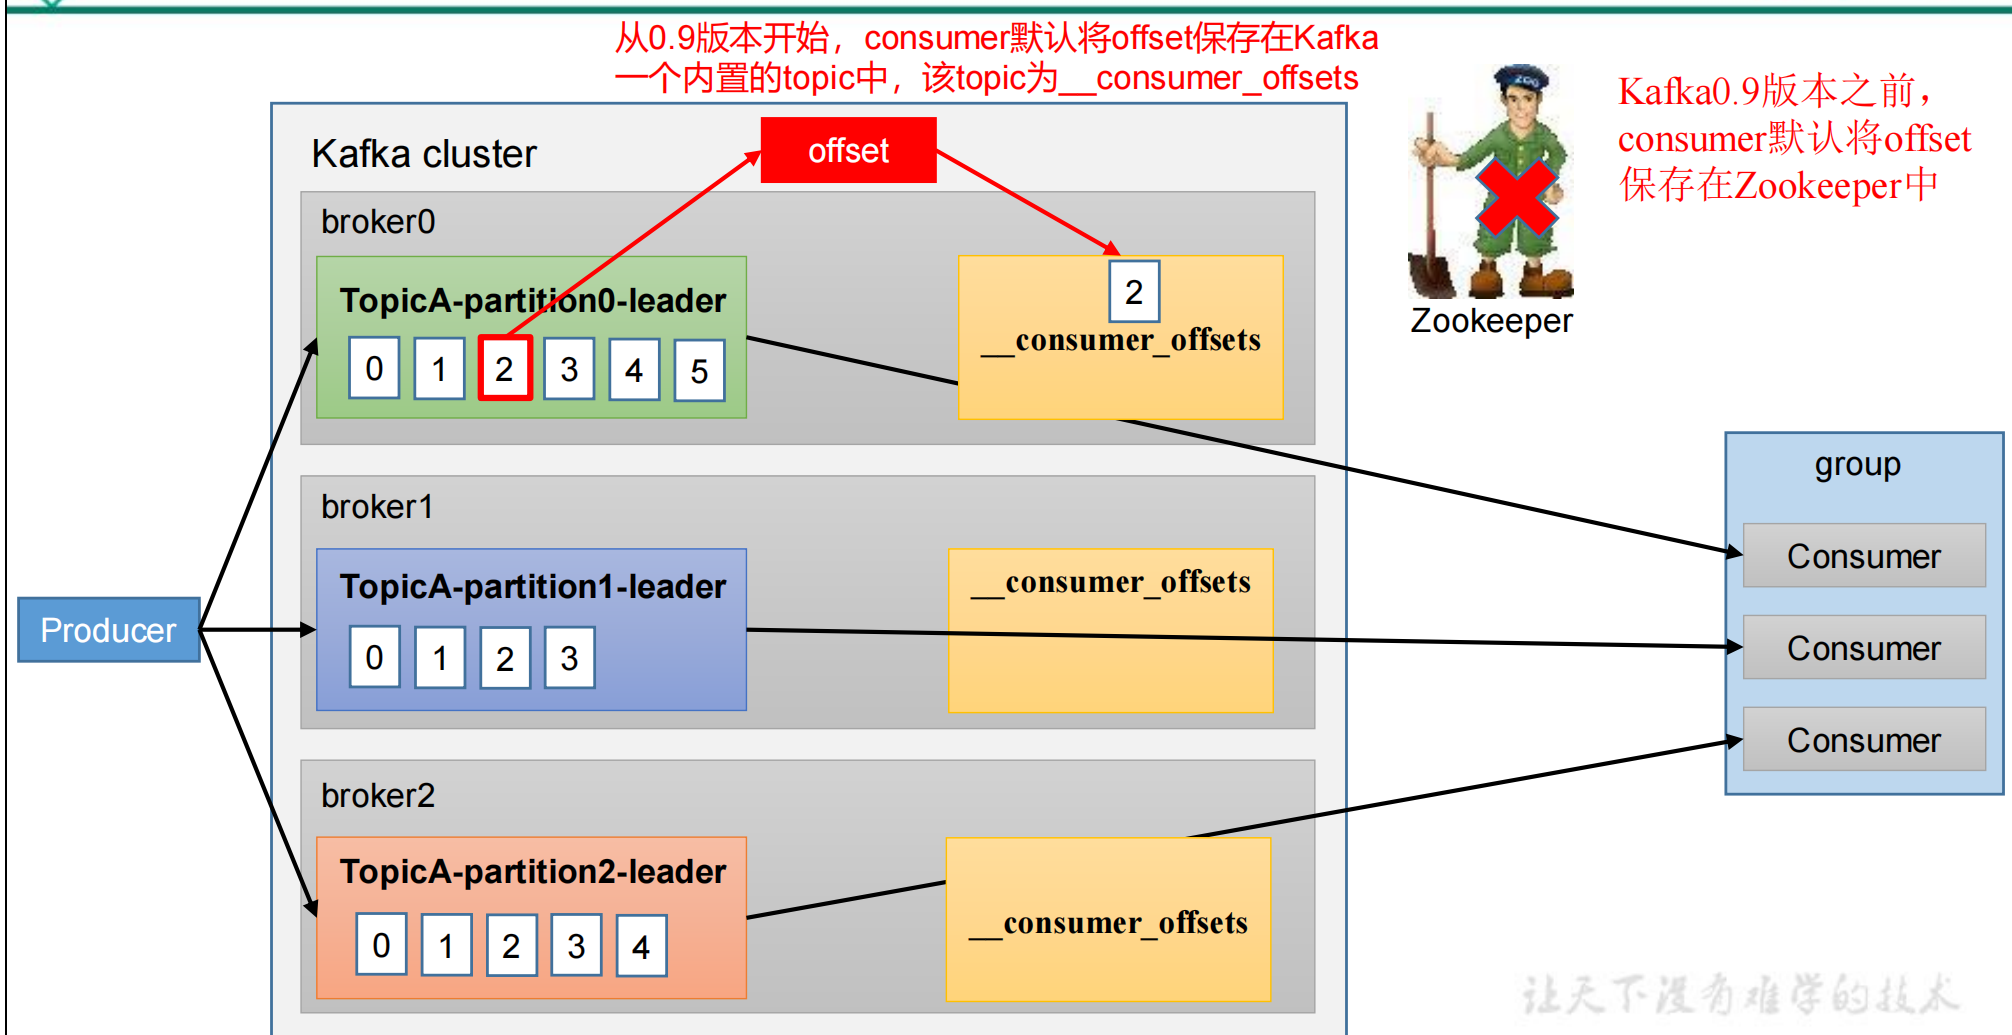 从0.9版本开始，consumer默认将offset保存在Kafka
一个内置的topic中，该topic为__consumer_offsets
Kafka0.9版本之前，
consumer默认将offset
保存在Zookeeper中
ZOO
Zookeeper
Kafka cluster
offset
broker0
TopicA-partition0-leader
0 1 2 3 4 5
2
__consumer_offsets
broker1
TopicA-partition1-leader
0 1 2 3
__consumer_offsets
broker2
TopicA-partition2-leader
0 1 2 3 4
__consumer_offsets
Producer
group
Consumer
Consumer
Consumer
让天下没有难学的技术